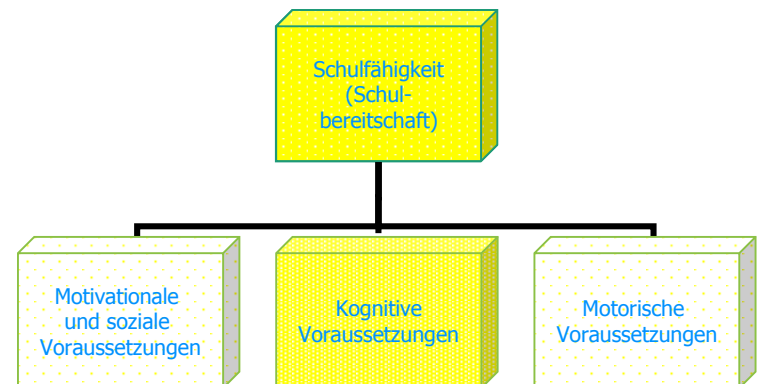 Schulfähigkeit
(Schul-
bereitschaft)
Motivationale
und soziale
Voraussetzungen
Kognitive
Voraussetzungen
Motorische
Voraussetzungen